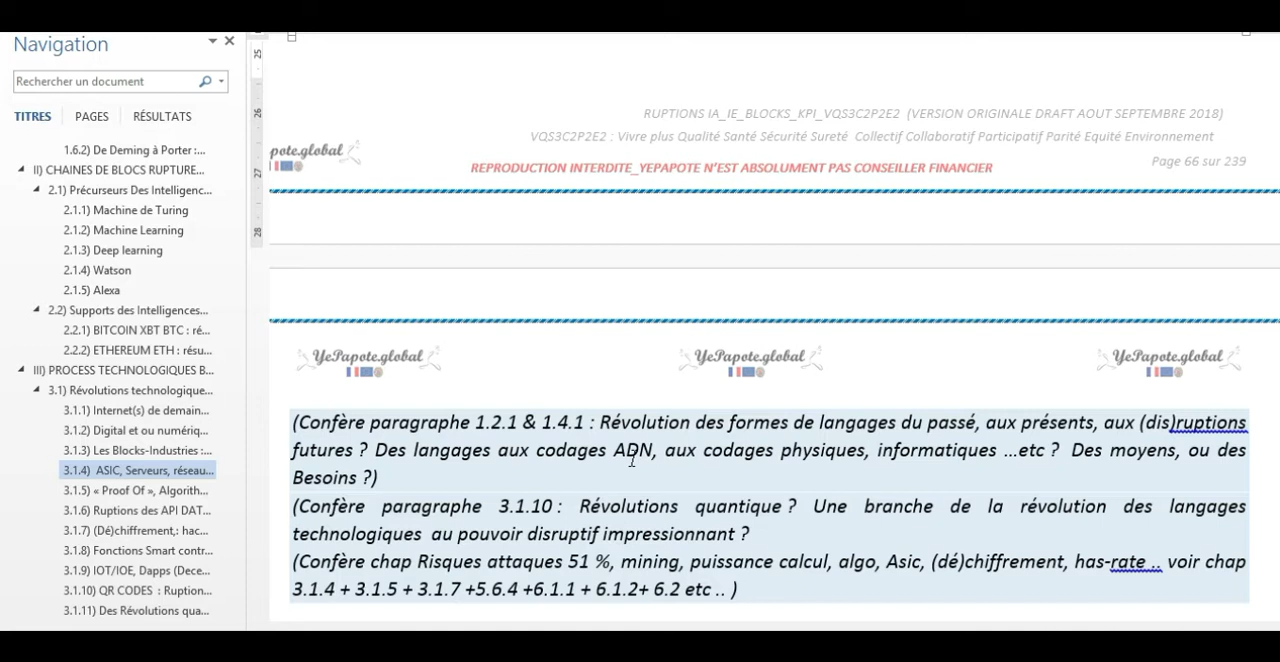 Navigation
Rechercher un document
TITRES PAGES RÉSULTATS
1.6.2) De Deming à Porter :...
II) CHAINES DE BLOCS RUPTURE...
2.1) Précurseurs Des Intelligenc...
2.1.1) Machine de Turing
2.1.2) Machine Learning
2.1.3) Deep learning
2.1.4) Watson
2.1.5) Alexa
2.2) Supports des Intelligences...
2.2.1) BITCOIN XBT BTC : ré...
2.2.2) ETHEREUM ETH : résu...
III) PROCESS TECHNOLOGIQUES B...
3.1) Révolutions technologique...
3.1.1) Internet(s) de demain...
3.1.2) Digital et ou numériq...
3.1.3) Les Blocks-Industries :...
3.1.4) ASIC, Serveurs, réseau...
3.1.5) « Proof Of », Algorith...
3.1.6) Ruptions des API DAT...
3.1.7) (Dé)chiffrement,: hac...
3.1.8) Fonctions Smart contr...
3.1.9) IOT/IOE, Dapps (Dece...
3.1.10) QR CODES : Ruption...
3.1.11) Des Révolutions qua...
25
26
27
28
RUPTIONS IA_IE_BLOCKS_KPI_VQS3C2P2E2 (VERSION ORIGINALE DRAFT AOUT SEPTEMBRE 2018)
VQS3C2P2E2 : Vivre plus Qualité Santé Sécurité Sureté Collectif Collaboratif Participatif Parité Equité Environnement
pote.global
Page 66 sur 239
REPRODUCTION INTERDITE_YEPAPOTE N'EST ABSOLUMENT PAS CONSEILLER FINANCIER
YePapote.global YePapote.global YePapote.global
(Confère paragraphe 1.2.1 & 1.4.1 : Révolution des formes de langages du passé, aux présents, aux (dis)ruptions
futures ? Des langages aux codages ADN, aux codages physiques, informatiques ...etc ? Des moyens, ou des
Besoins ?)
(Confère paragraphe 3.1.10 : Révolutions quantique ? Une branche de la révolution des langages
technologiques au pouvoir disruptif impressionnant ?
(Confère chap Risques attaques 51 %, mining, puissance calcul, algo, Asic, (dé)chiffrement, has-rate .. voir chap
3.1.4 + 3.1.5 + 3.1.7 +5.6.4 +6.1.1 + 6.1.2+ 6.2 etc .. )